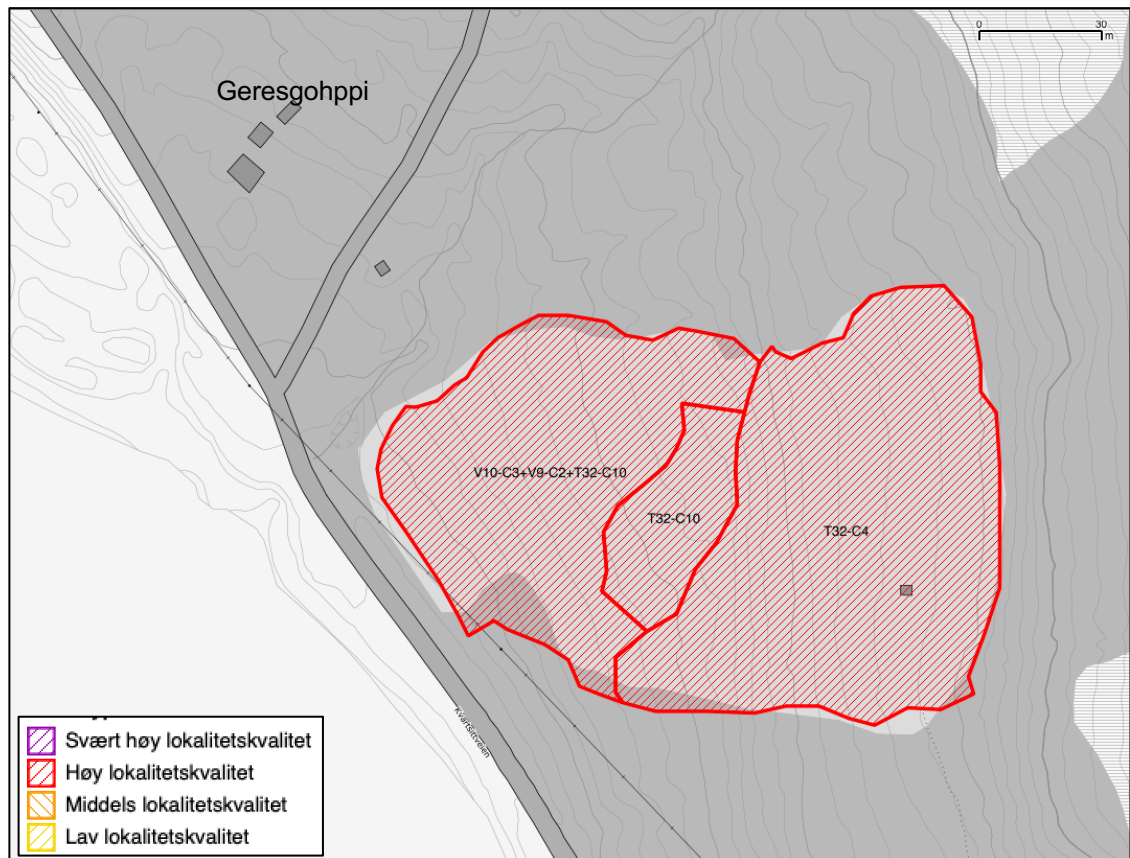 0 30
m
Geresgohppi
V10-C3+V9-C2+T32-C10
T32-C10
T32-C4
Kvartsittveien
Svært høy lokalitetskvalitet
Høy lokalitetskvalitet
Middels lokalitetskvalitet
Lav lokalitetskvalitet